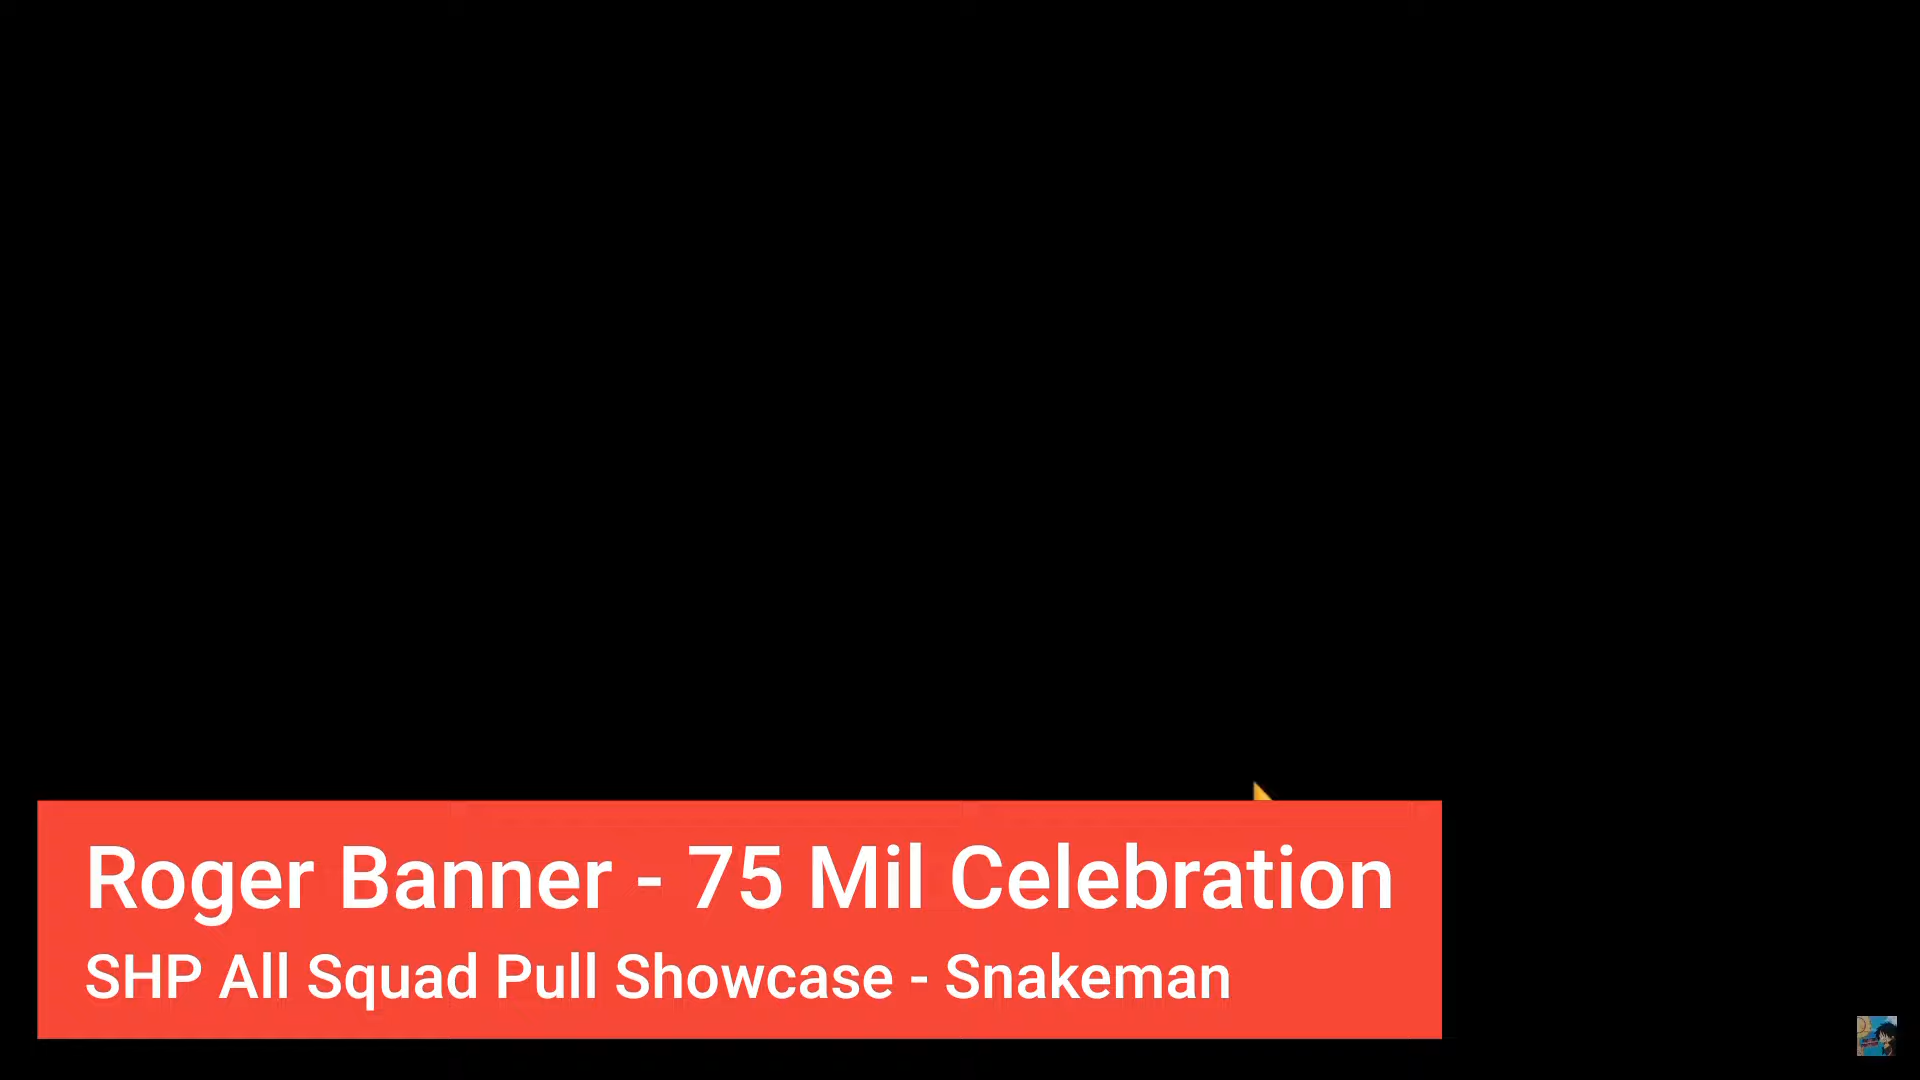 Roger Banner - 75 Mil Celebration
SHP All Squad Pull Showcase - Snakeman